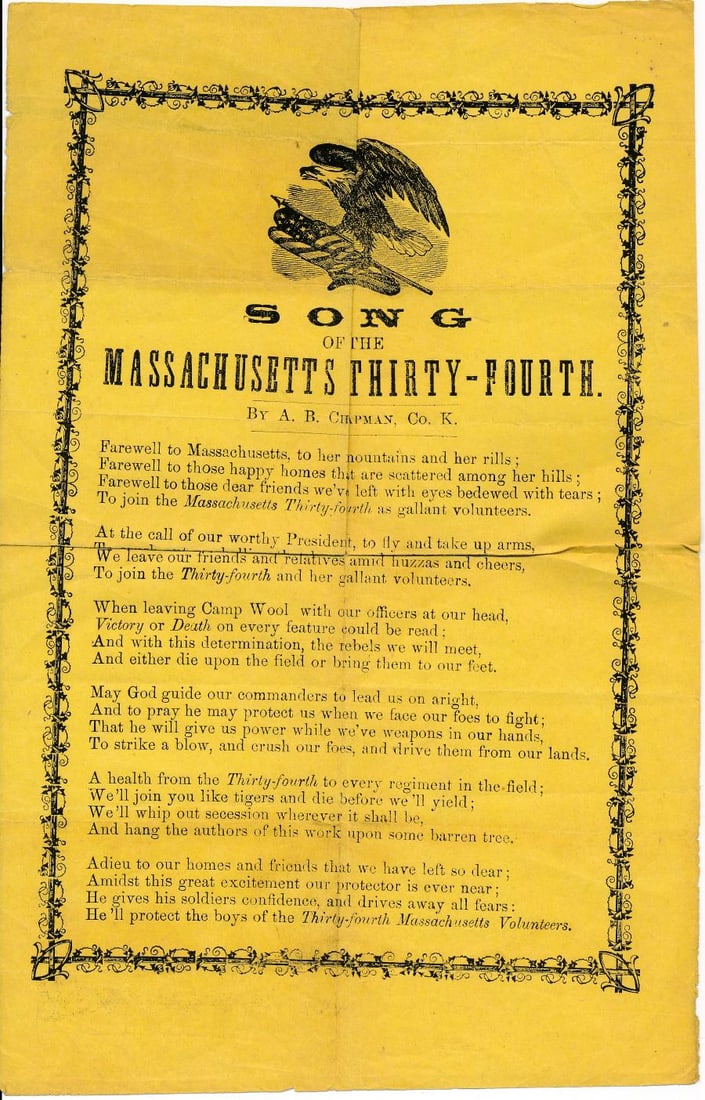 SONG
OF THE
MASSACHUSETTS THIRTY-FOURTH.
BY A. B. CHAPMAN, CO. K.
Farewell to Massachusetts, to her mountains and her rills;
Farewell to those happy homes that are scattered among her hills;
Farewell to those dear friends we've left with eyes bedewed with tears;
To join the Massachusetts Thirty-fourth as gallant volunteers.
At the call of our worthy President, to fly and take up arms,
We leave our friends and relatives amid huzzas and cheers,
To join the Thirty-fourth and her gallant volunteers.
When leaving Camp Wool with our officers at our head,
Victory or Death on every feature could be read;
And with this determination, the rebels we will meet,
And either die upon the field or bring them to our feet.
May God guide our commanders to lead us on aright,
And to pray he may protect us when we face our foes to fight;
That he will give us power while we've weapons in our hands,
To strike a blow, and crush our foes, and drive them from our lands.
A health from the Thirty-fourth to every regiment in the field;
We'll join you like tigers and die before we'll yield;
We'll whip out secession wherever it shall be,
And hang the authors of this work upon some barren tree.
Adieu to our homes and friends that we have left so dear;
Amidst this great excitement our protector is ever near;
He gives his soldiers confidence, and drives away all fears:
He'll protect the boys of the Thirty-fourth Massachusetts Volunteers.